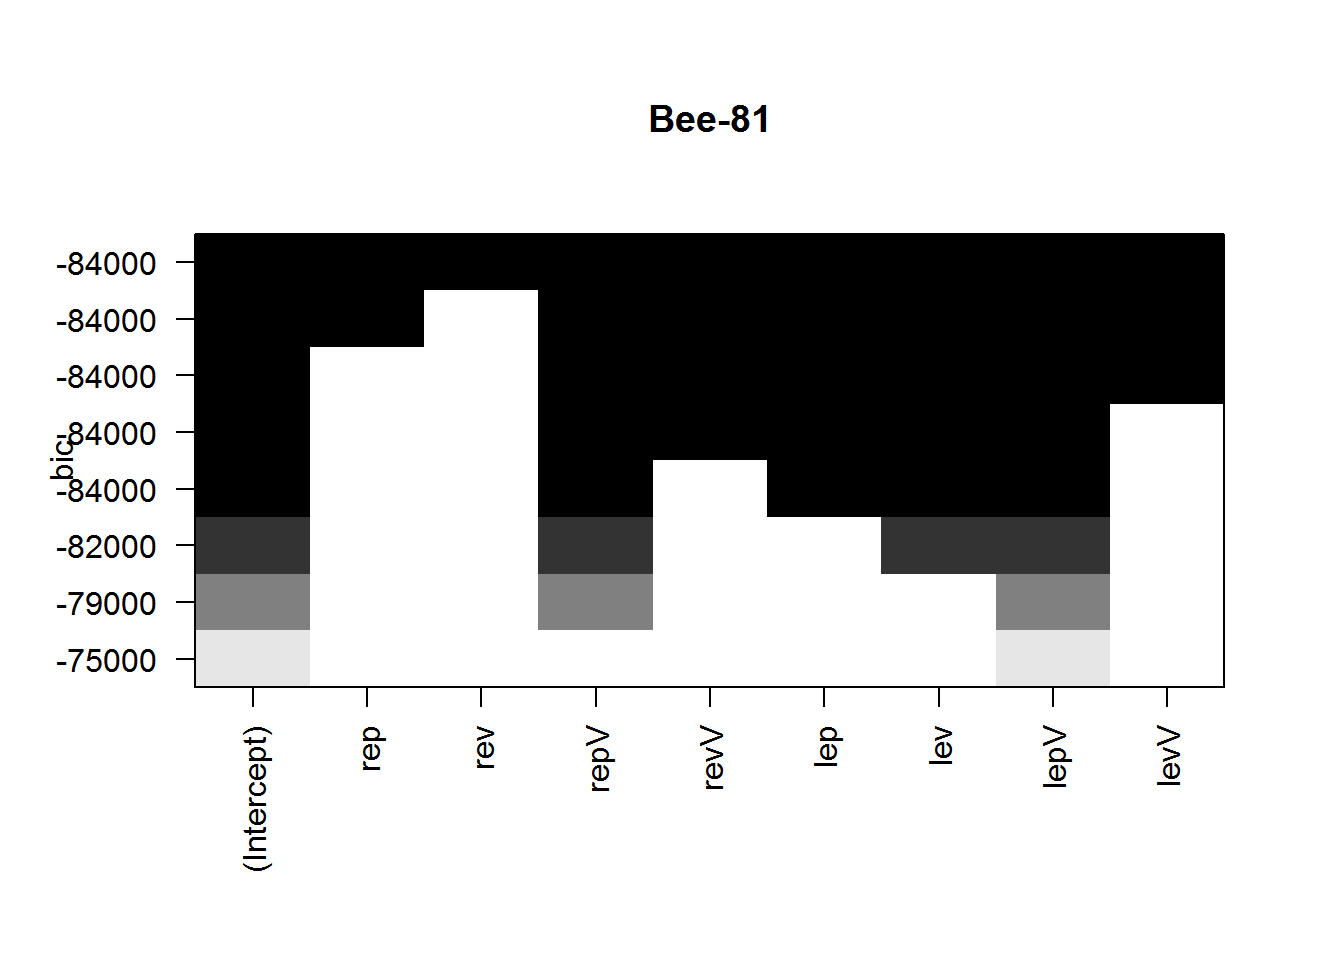 Bee-81
bic
-84000
-84000
-84000
-84000
-84000
-82000
-79000
-75000
(Intercept)
rep
rev
repV
revV
lep
lev
lepV
levV